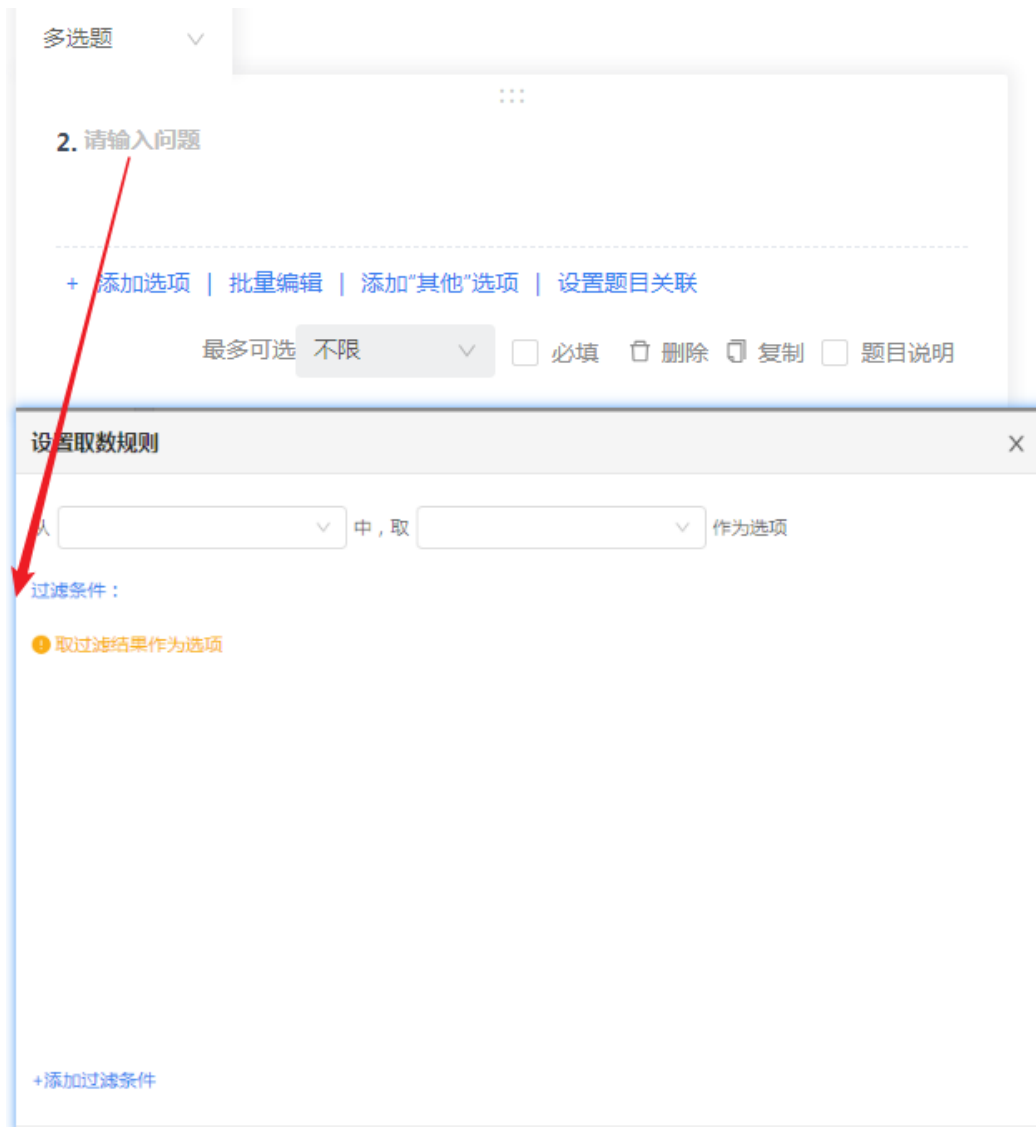 多选题
2. 请输入问题
+ 添加选项 | 批量编辑 | 添加"其他"选项 | 设置题目关联
最多可选 不限 必填 删除 复制 题目说明
设置取数规则
从 中，取 作为选项
过滤条件：
取过滤结果作为选项
+添加过滤条件